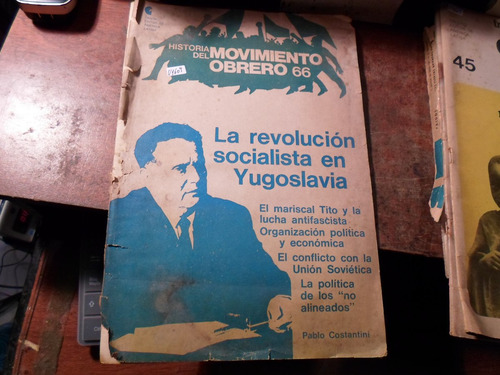 HISTORIA
DEL MOVIMIENTO
OBRERO 66
La revolución
socialista en
Yugoslavia
El mariscal Tito y la
lucha antifascista
Organización política
y económica
El conflicto con la
Unión Soviética
La política
de los "no
alineados"
Pablo Costantini
45